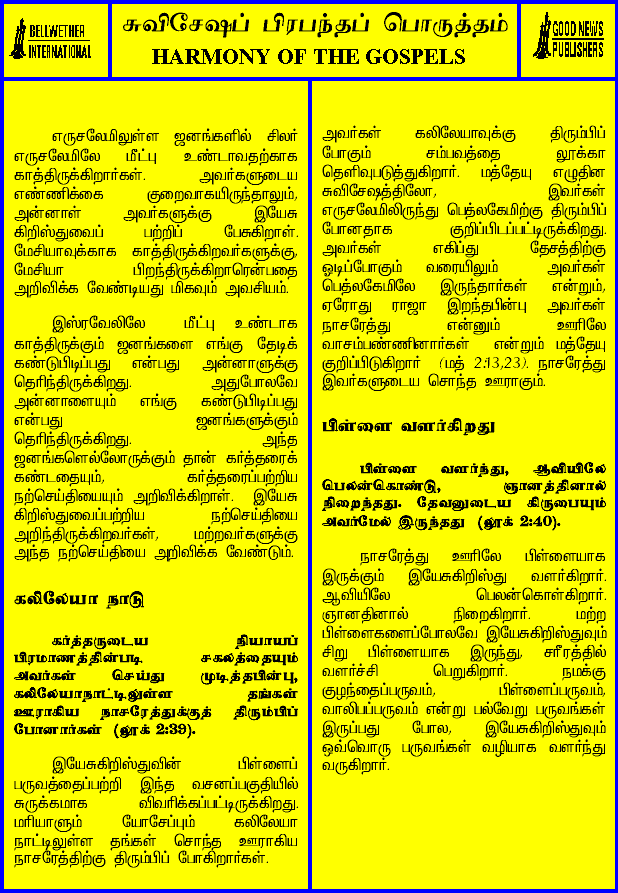 BELLWETHER
INTERNATIONAL
சுவிசேஷப் பிரபந்தப் பொருத்தம்
HARMONY OF THE GOSPELS
GOOD NEWS
PUBLISHERS
எருசலேமிலுள்ள ஜனங்களில் சிலர்
எருசலேமிலே மீட்பு உண்டாவதற்காக
காத்திருக்கிறார்கள். அவர்களுடைய
எண்ணிக்கை குறைவாகயிருந்தாலும்,
அன்னாள் அவர்களுக்கு இயேசு
கிறிஸ்துவைப் பற்றிப் பேசுகிறாள்.
மேசியாவுக்காக காத்திருக்கிறவர்களுக்கு,
மேசியா பிறந்திருக்கிறாரென்பதை
அறிவிக்க வேண்டியது மிகவும் அவசியம்.
இஸ்ரவேலிலே மீட்பு உண்டாக
காத்திருக்கும் ஜனங்களை எங்கு தேடிக்
கண்டுபிடிப்பது என்பது அன்னாளுக்கு
தெரிந்திருக்கிறது. அதுபோலவே
அன்னாளையும் எங்கு கண்டுபிடிப்பது
என்பது ஜனங்களுக்கும்
தெரிந்திருக்கிறது. அந்த
ஜனங்களெல்லோருக்கும் தான் கர்த்தரைக்
கண்டதையும், கர்த்தரைப்பற்றிய
நற்செய்தியையும் அறிவிக்கிறாள். இயேசு
கிறிஸ்துவைப்பற்றிய நற்செய்தியை
அறிந்திருக்கிறவர்கள், மற்றவர்களுக்கு
அந்த நற்செய்தியை அறிவிக்க வேண்டும்.
கலிலேயா நாடு
கர்த்தருடைய நியாயப்
பிரமாணத்தின்படி சகலத்தையும்
அவர்கள் செய்து முடித்தபின்பு,
கலிலேயாநாட்டிலுள்ள தங்கள்
ஊராகிய நாசரேத்துக்குத் திரும்பிப்
போனார்கள் (லூக் 2:39).
இயேசுகிறிஸ்துவின் பிள்ளைப்
பருவத்தைப்பற்றி இந்த வசனப்பகுதியில்
சுருக்கமாக விவரிக்கப்பட்டிருக்கிறது.
மரியாளும் யோசேப்பும் கலிலேயா
நாட்டிலுள்ள தங்கள் சொந்த ஊராகிய
நாசரேத்திற்கு திரும்பிப் போகிறார்கள்.
அவர்கள் கலிலேயாவுக்கு திரும்பிப்
போகும் சம்பவத்தை லூக்கா
தெளிவுபடுத்துகிறார். மத்தேயு எழுதின
சுவிசேஷத்திலோ, இவர்கள்
எருசலேமிலிருந்து பெத்லகேமிற்கு திரும்பிப்
போனதாக குறிப்பிடப்பட்டிருக்கிறது.
அவர்கள் எகிப்து தேசத்திற்கு
ஓடிப்போகும் வரையிலும் அவர்கள்
பெத்லகேமிலே இருந்தார்கள் என்றும்,
ஏரோது ராஜா இறந்தபின்பு அவர்கள்
நாசரேத்து என்னும் ஊரிலே
வாசம்பண்ணினார்கள் என்றும் மத்தேயு
குறிப்பிடுகிறார் (மத் 2:13,23). நாசரேத்து
இவர்களுடைய சொந்த ஊராகும்.
பிள்ளை வளர்கிறது
பிள்ளை வளர்ந்து, ஆவியிலே
பெலன்கொண்டு, ஞானத்தினால்
நிறைந்தது. தேவனுடைய கிருபையும்
அவர்மேல் இருந்தது (லூக் 2:40).
நாசரேத்து ஊரிலே பிள்ளையாக
இருக்கும் இயேசுகிறிஸ்து வளர்கிறார்.
ஆவியிலே பெலன்கொள்கிறார்.
ஞானதினால் நிறைகிறார். மற்ற
பிள்ளைகளைப்போலவே இயேசுகிறிஸ்துவும்
சிறு பிள்ளையாக இருந்து, சரீரத்தில்
வளர்ச்சி பெறுகிறார். நமக்கு
குழந்தைப்பருவம், பிள்ளைப்பருவம்,
வாலிபப்பருவம் என்று பல்வேறு பருவங்கள்
இருப்பது போல, இயேசுகிறிஸ்துவும்
ஒவ்வொரு பருவங்கள் வழியாக வளர்ந்து
வருகிறார்.